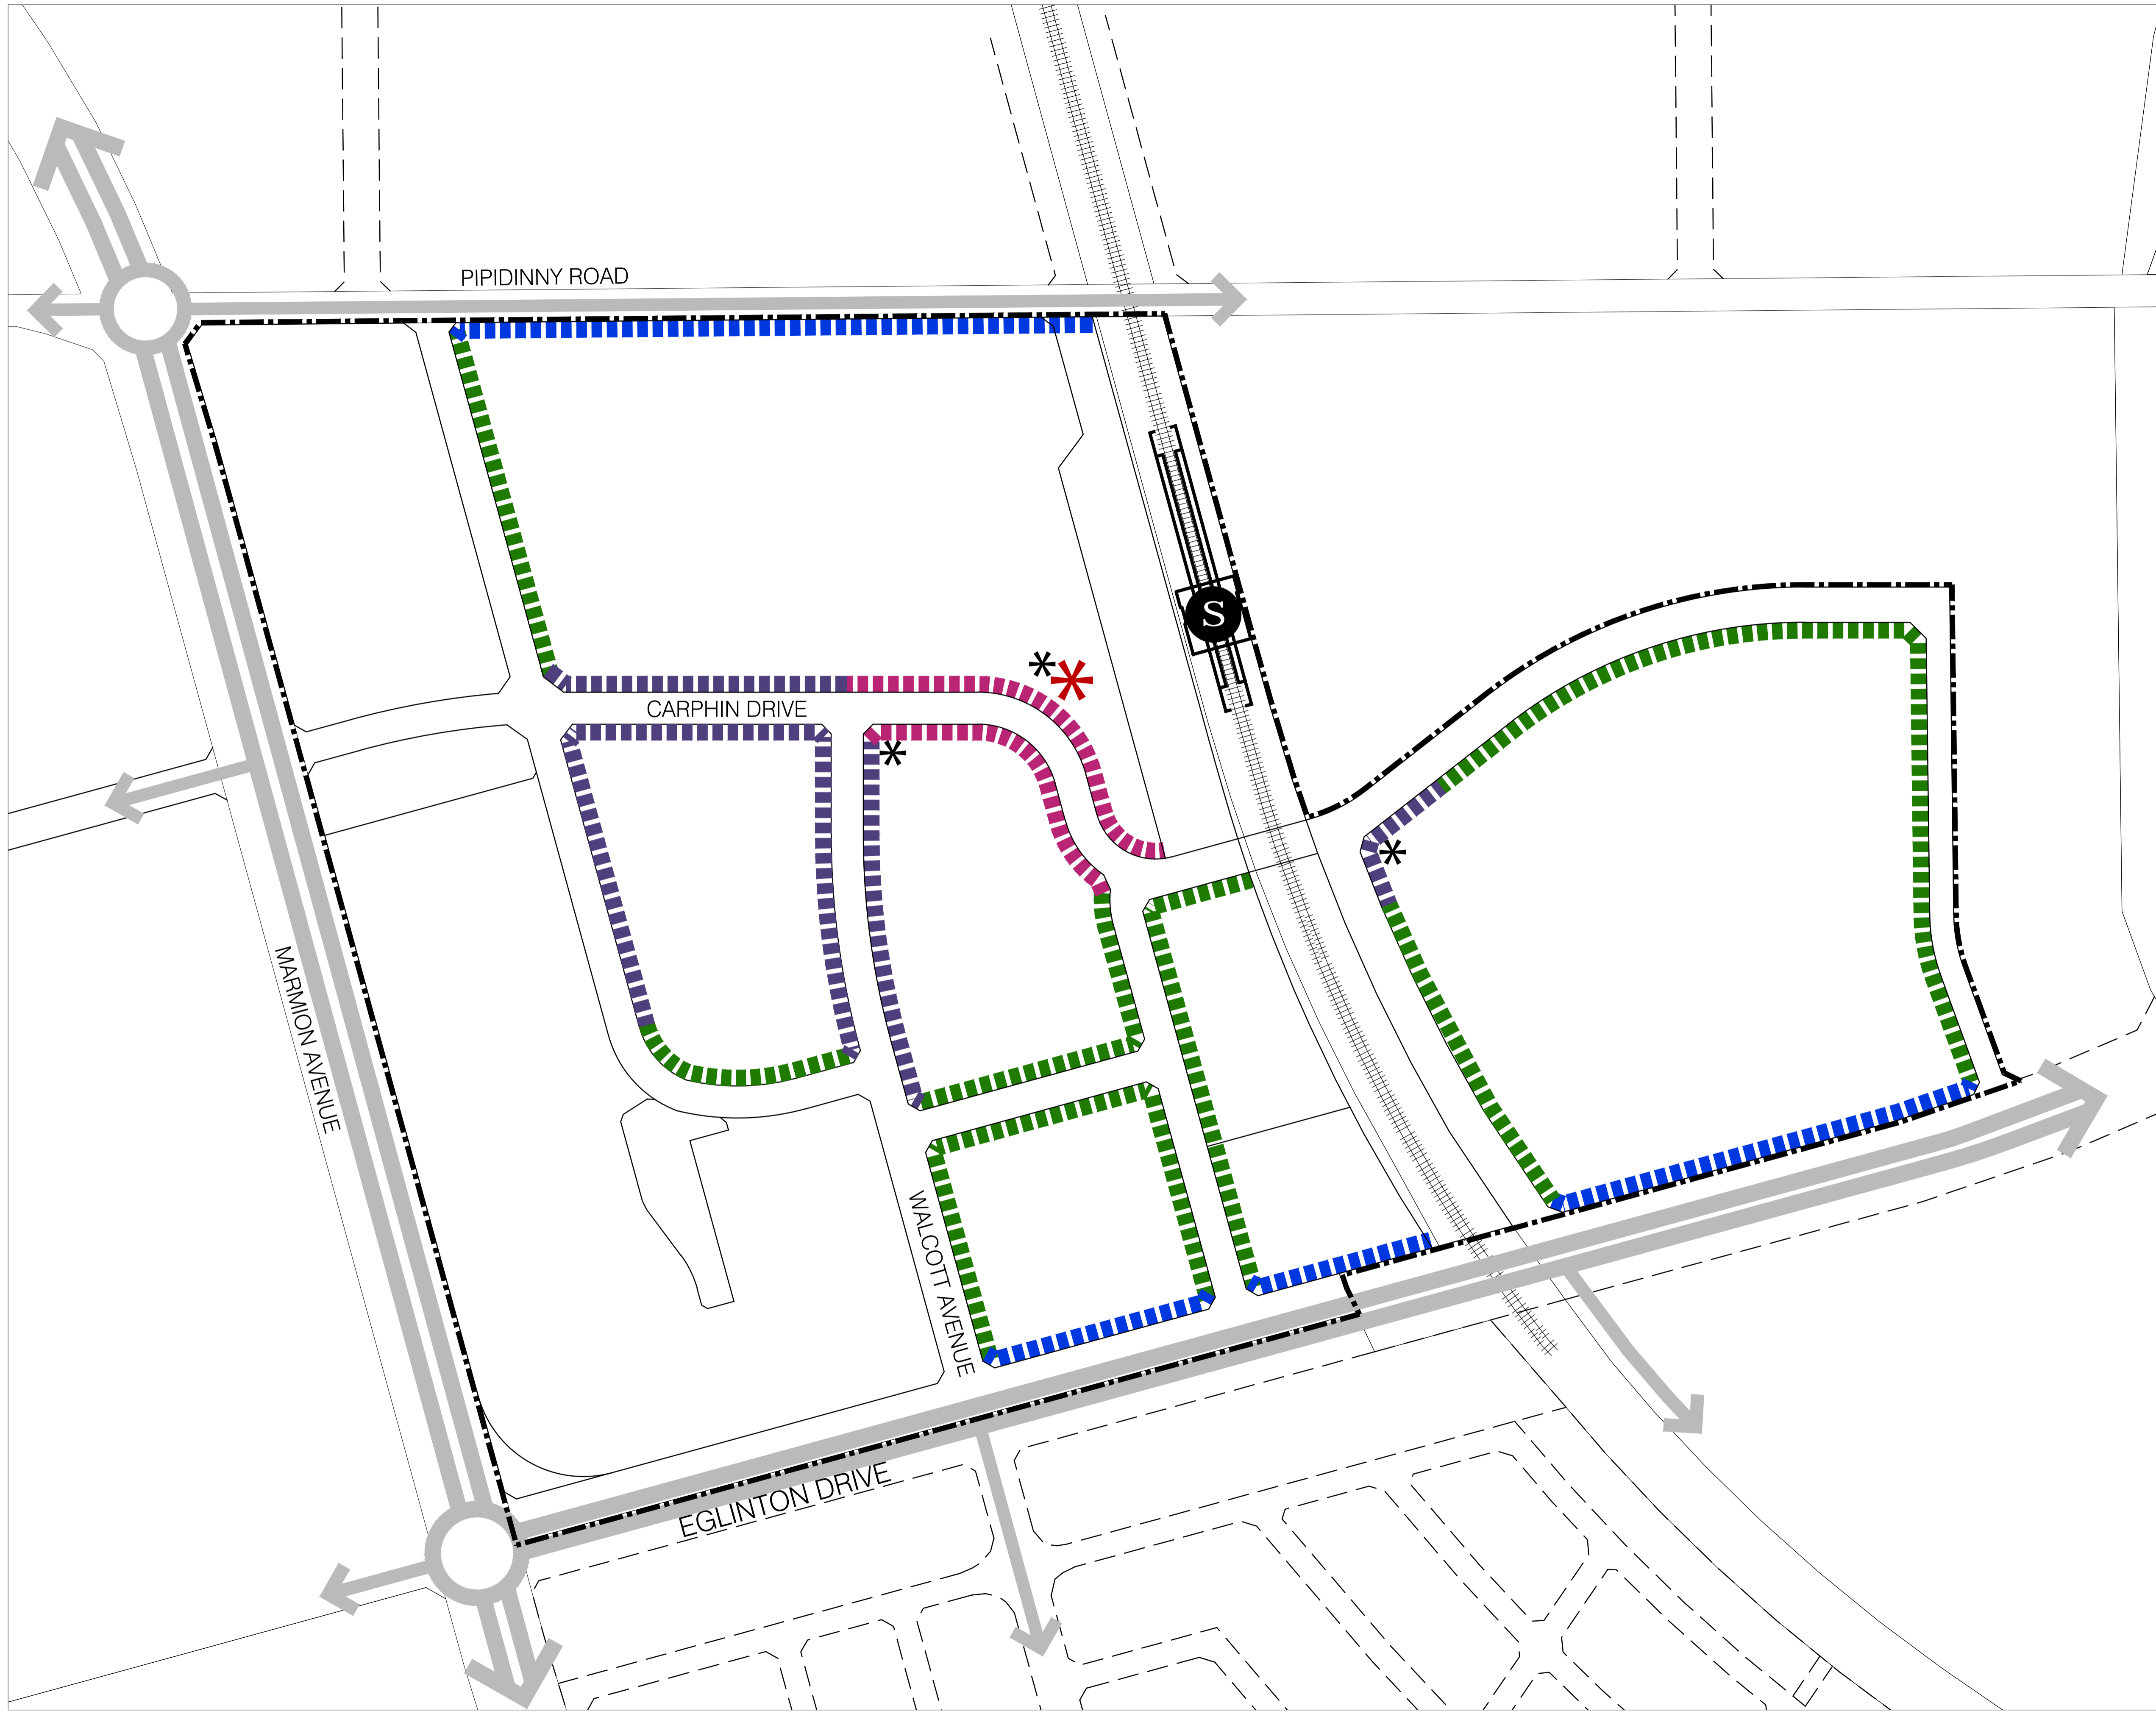 PIPIDINNY ROAD
S
CARPHIN DRIVE
MARMION AVENUE
WALCOTT AVENUE
EGLINTON DRIVE